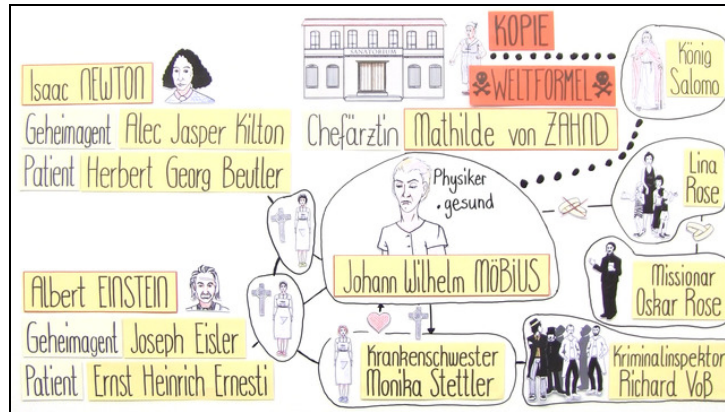 Isaac NEWTON
Geheimagent Alec Jasper Kilton
Patient Herbert Georg Beutler
SANATORIUM
KOPIE
WELTFORMEL
Chefärztin Mathilde von ZAHND
König
Salomo
Physiker
•gesund
Johann Wilhelm MÖBiUS
Lina
Rose
Missionar
Oskar Rose
Albert EINSTEIN
Geheimagent Joseph Eisler
Patient Ernst Heinrich Ernesti
Krankenschwester
Monika Stettler
Kriminalinspektor
Richard Voß